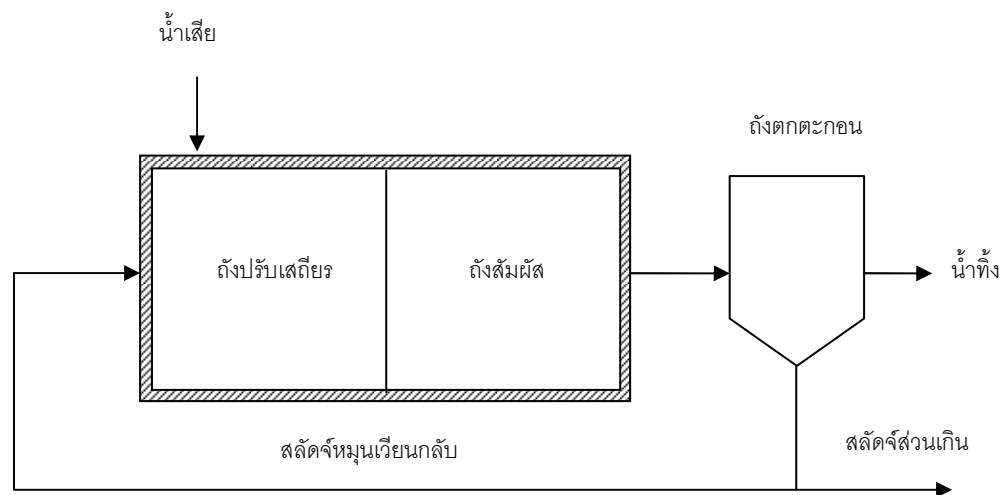 น้ำเสีย
ถังตกตะกอน
ถังปรับเสถียร
ถังสัมผัส
น้ำทิ้ง
สลัดจ์หมุนเวียนกลับ
สลัดจ์ส่วนเกิน